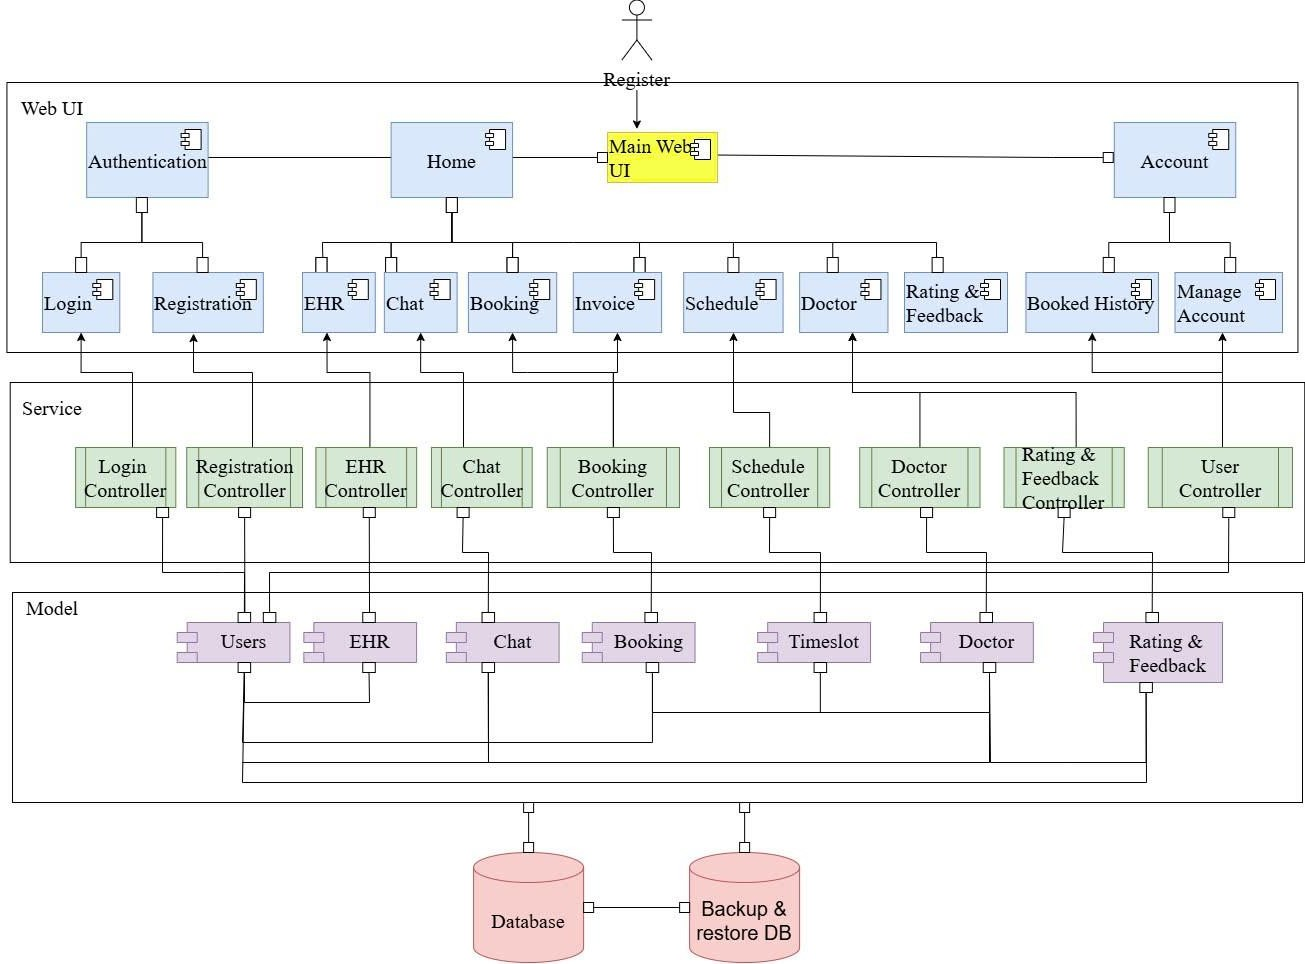 Register
Web UI
Authentication
Home
Main Web
UI
Account
Login
Registration
EHR
Chat
Booking
Invoice
Schedule
Doctor
Rating &
Feedback
Booked History
Manage
Account
Service
Login
Controller
Registration
Controller
EHR
Controller
Chat
Controller
Booking
Controller
Schedule
Controller
Doctor
Controller
Rating &
Feedback
Controller
User
Controller
Model
Users
EHR
Chat
Booking
Timeslot
Doctor
Rating &
Feedback
Database
Backup &
restore DB